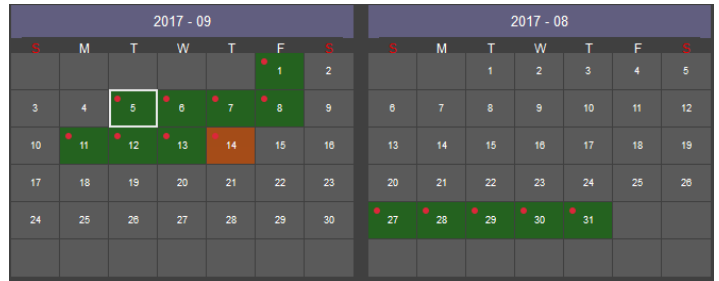 2017 - 09
S M T W T F S
1 2
3 4 5 6 7 8 9
10 11 12 13 14 15 16
17 18 19 20 21 22 23
24 25 26 27 28 29 30
2017 - 08
S M T W T F S
1 2 3 4 5
6 7 8 9 10 11 12
13 14 15 16 17 18 19
20 21 22 23 24 25 26
27 28 29 30 31